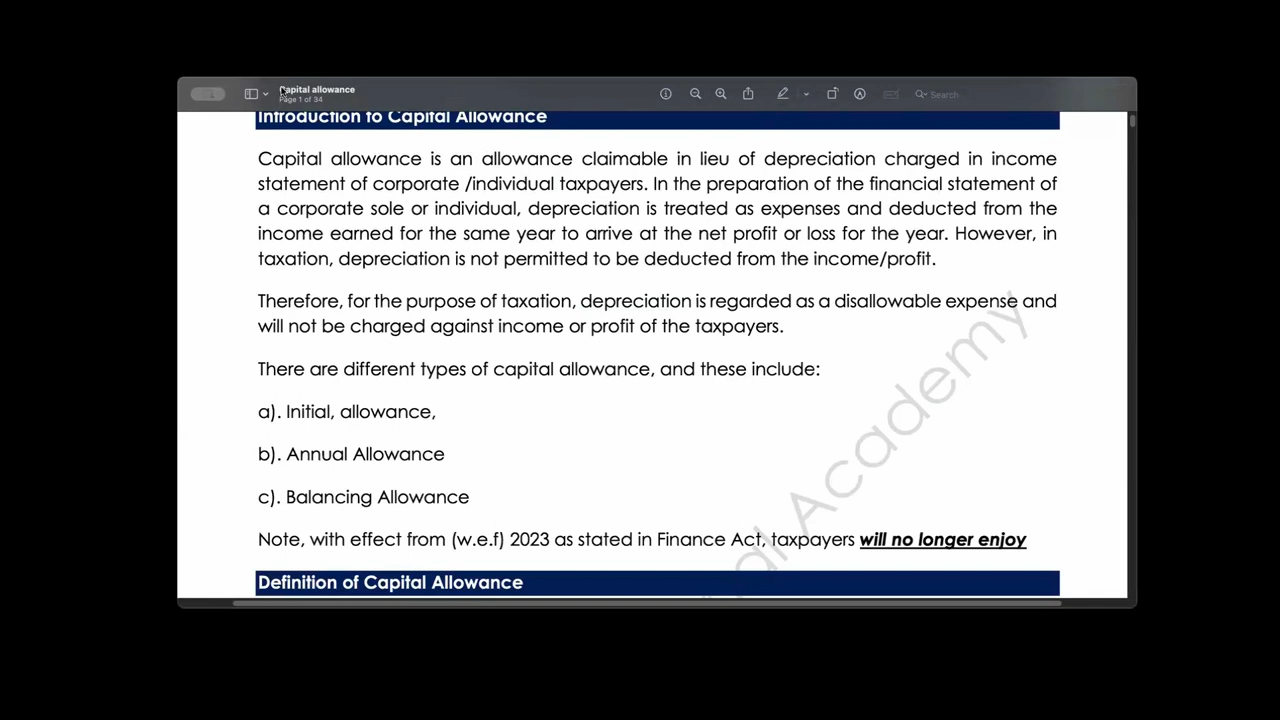 Capital allowance
Page 1 of 34
Search
Introduction to Capital Allowance
Capital allowance is an allowance claimable in lieu of depreciation charged in income
statement of corporate /individual taxpayers. In the preparation of the financial statement of
a corporate sole or individual, depreciation is treated as expenses and deducted from the
income earned for the same year to arrive at the net profit or loss for the year. However, in
taxation, depreciation is not permitted to be deducted from the income/profit.
Therefore, for the purpose of taxation, depreciation is regarded as a disallowable expense and
will not be charged against income or profit of the taxpayers.
There are different types of capital allowance, and these include:
a). Initial, allowance,
b). Annual Allowance
c). Balancing Allowance
Note, with effect from (w.e.f) 2023 as stated in Finance Act, taxpayers will no longer enjoy
Definition of Capital Allowance
Academy